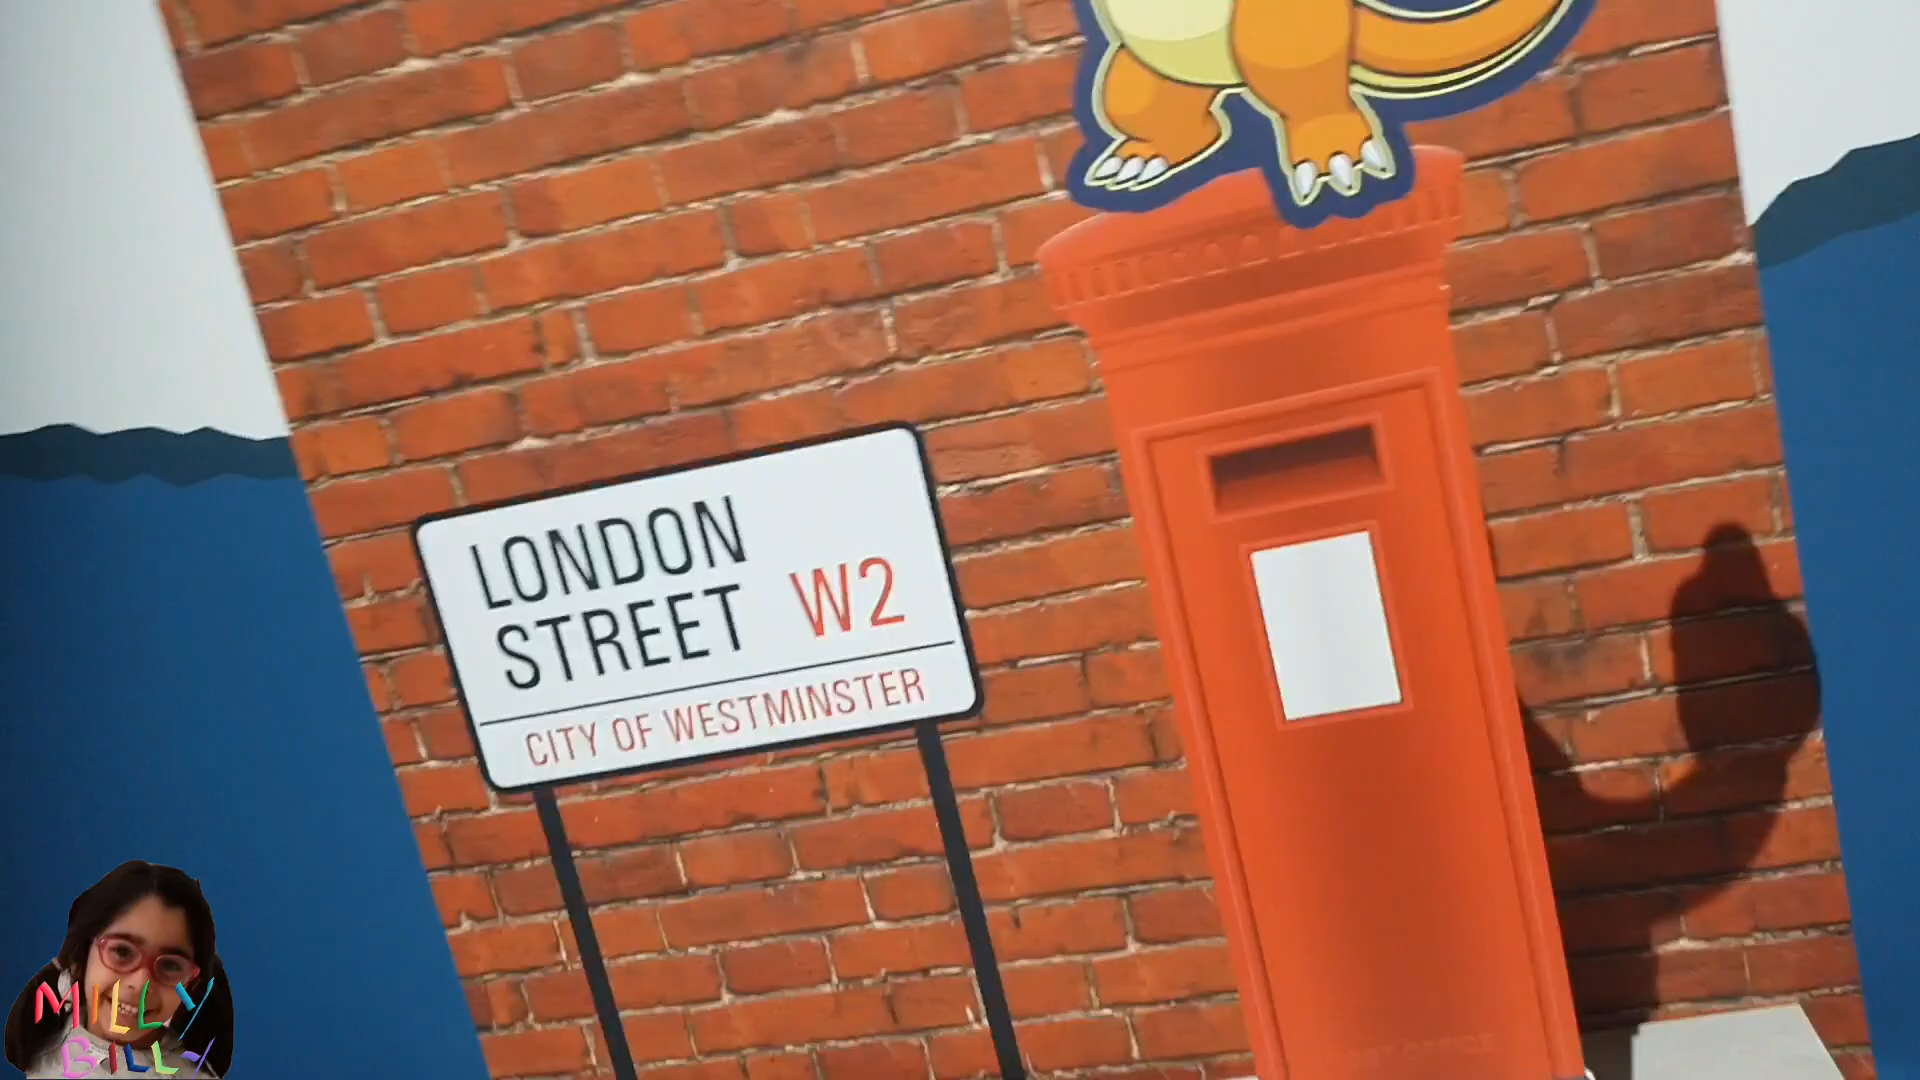 LONDON
STREET W2
CITY OF WESTMINSTER
MILLY
BILLY